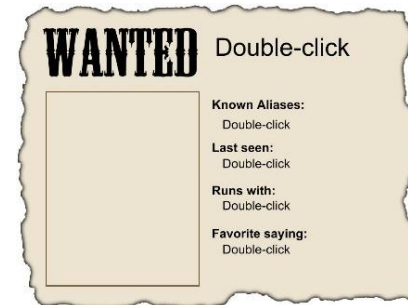 WANTED Double-click
Known Aliases:
Double-click
Last seen:
Double-click
Runs with:
Double-click
Favorite saying:
Double-click